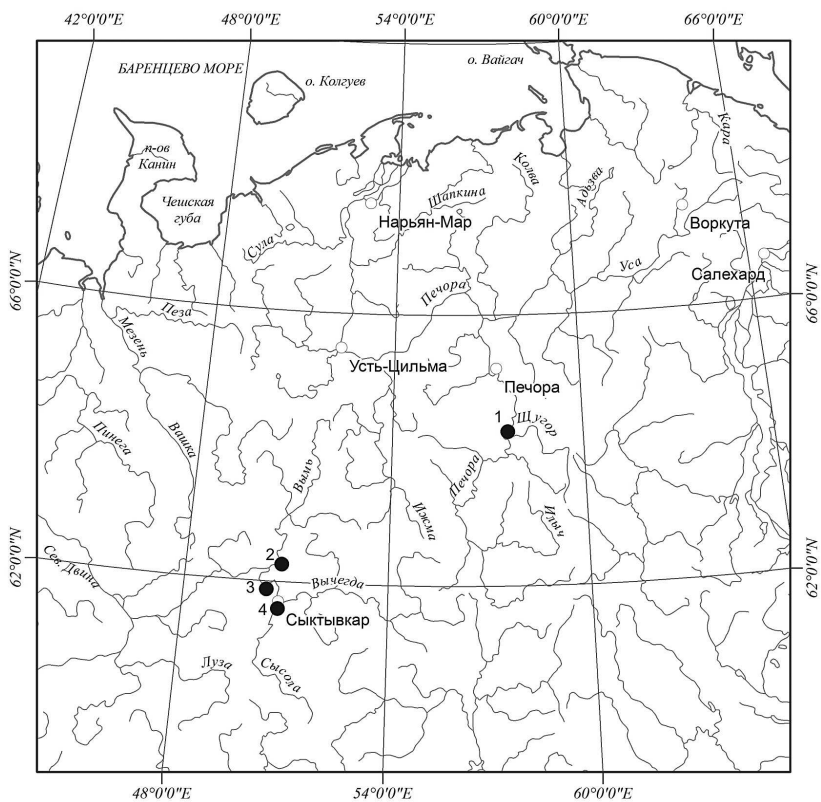 42°0'0"E
48°0'0"E
54°0'0"E
60°0'0"E
66°0'0"E
БАРЕНЦЕВО МОРЕ
о. Колгуев
о. Вайгач
п-ов
Канин
Чешская
губа
Кара
Колва
Адьзва
Шапкина
Нарьян-Мар
Воркута
Сула
Уса
Салехард
66°0'0"N
66°0'0"N
Печора
Пеза
Мезень
Усть-Цильма
Печора
1
Щугор
Пинега
Вашка
Вымь
Печора
Ижма
Илыч
62°0'0"N
62°0'0"N
Сев. Двина
2
3
Вычегда
4
Сыктывкар
Луза
Сысола
48°0'0"E
54°0'0"E
60°0'0"E